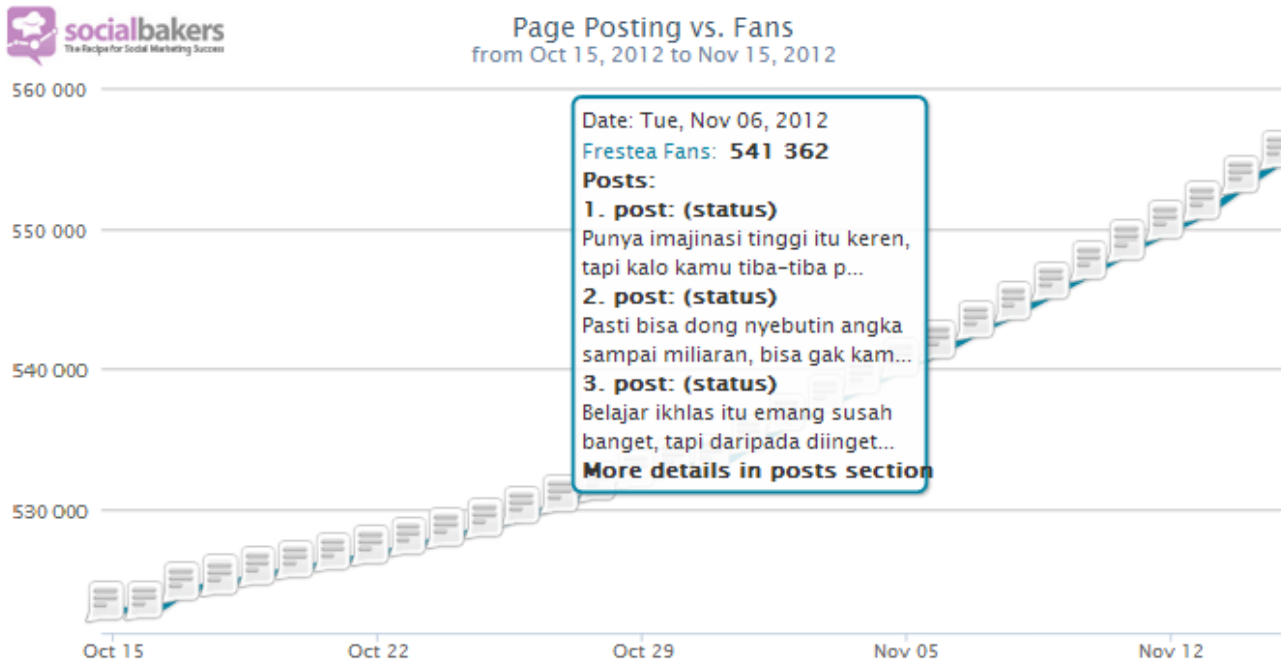 socialbakers
The Recipe for Social Marketing Success
Page Posting vs. Fans
from Oct 15, 2012 to Nov 15, 2012
560 000
550 000
540 000
530 000
Date: Tue, Nov 06, 2012
Frestea Fans: 541 362
Posts:
1. post: (status)
Punya imajinasi tinggi itu keren,
tapi kalo kamu tiba-tiba p...
2. post: (status)
Pasti bisa dong nyebutin angka
sampai miliaran, bisa gak kam...
3. post: (status)
Belajar ikhlas itu emang susah
banget, tapi daripada diinget...
More details in posts section
Oct 15
Oct 22
Oct 29
Nov 05
Nov 12